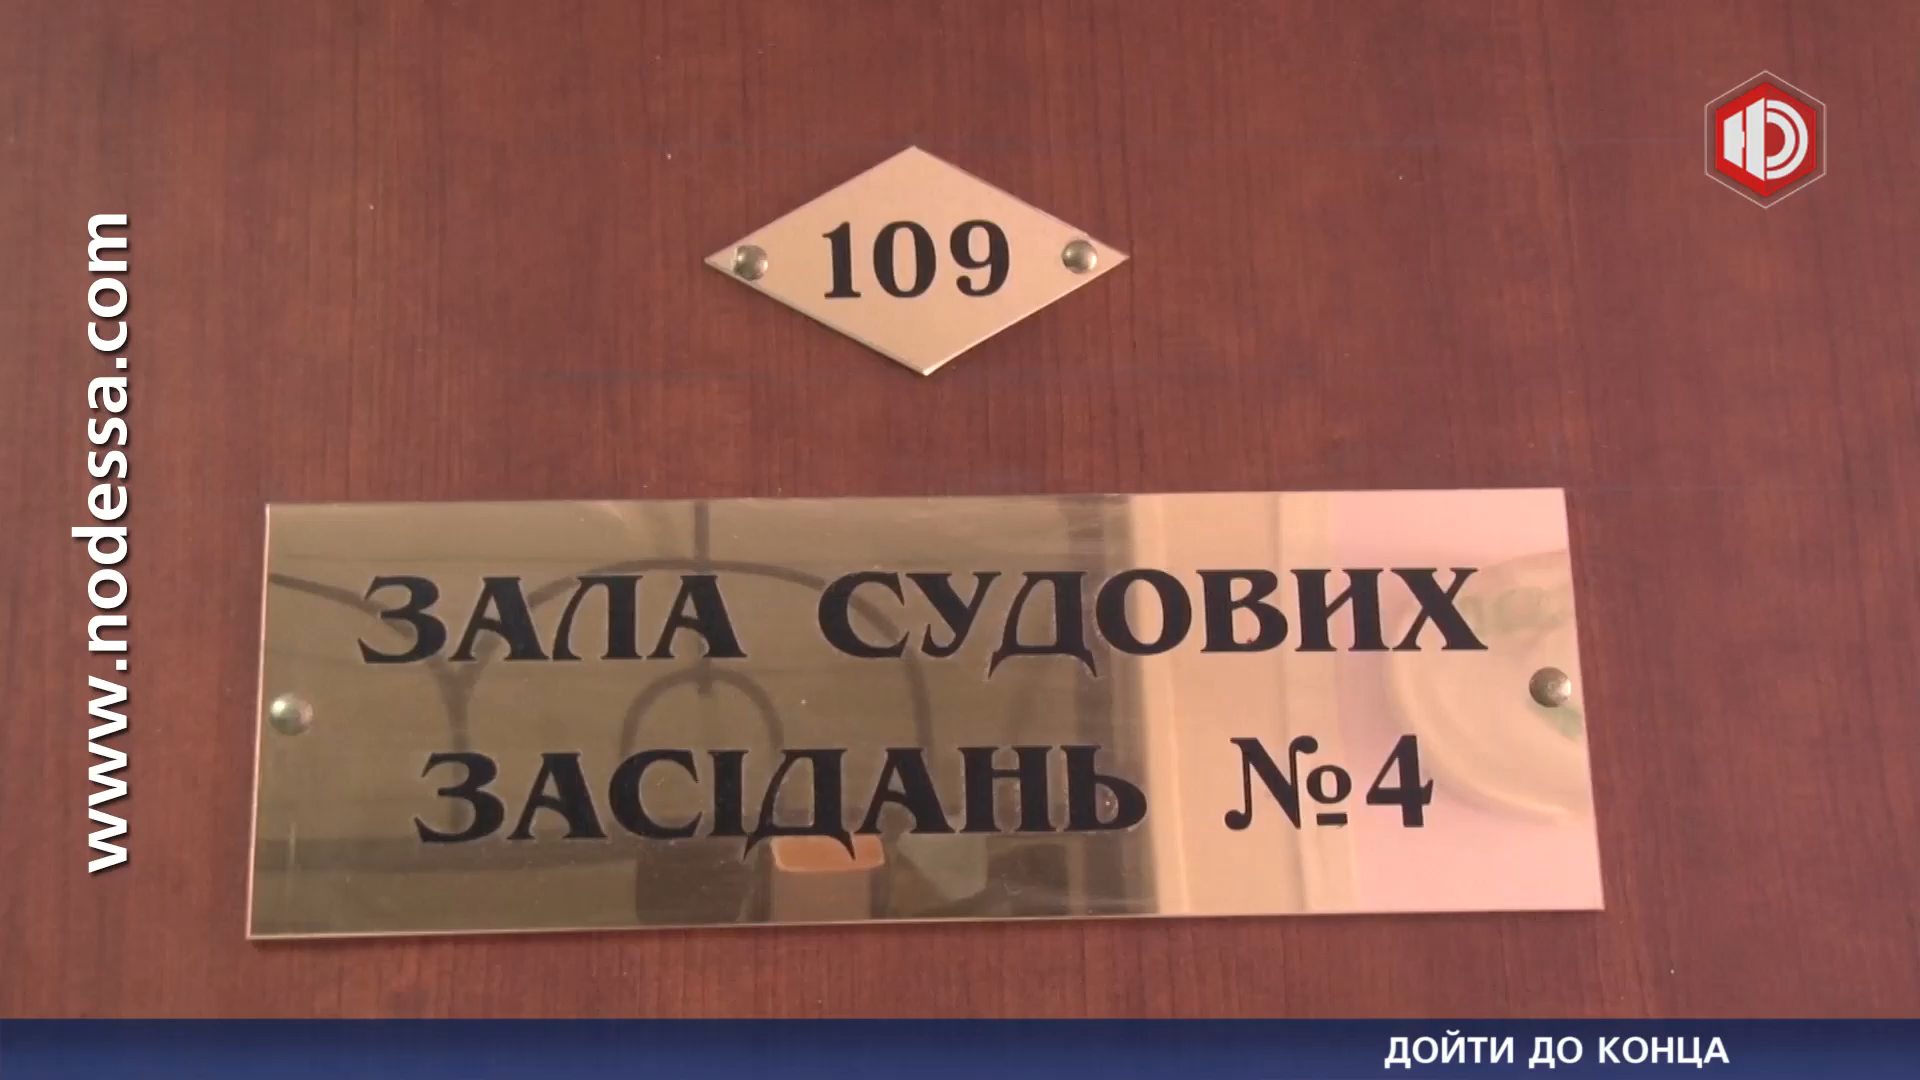 109
ЗАЛА СУДОВИХ
ЗАСІДАНЬ №4
www.nodessa.com
ДОЙТИ ДО КОНЦА